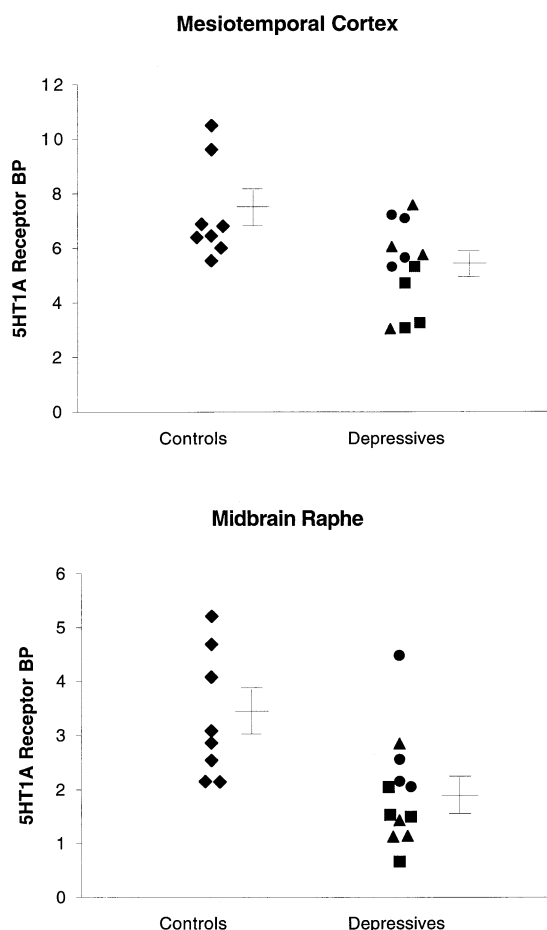 Mesiotemporal Cortex
5HT1A Receptor BP
12
10
8
6
4
2
0
Controls Depressives
Midbrain Raphe
5HT1A Receptor BP
6
5
4
3
2
1
0
Controls Depressives